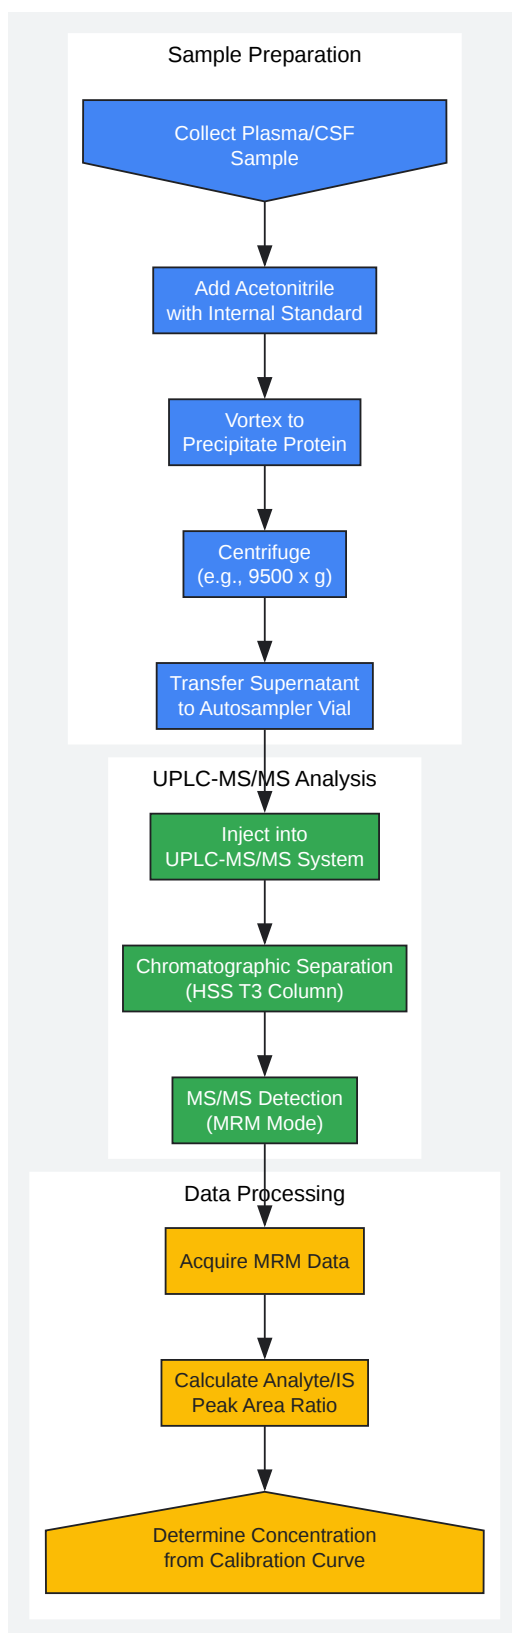 Sample Preparation
Collect Plasma/CSF
Sample
Add Acetonitrile
with Internal Standard
Vortex to
Precipitate Protein
Centrifuge
(e.g., 9500 x g)
Transfer Supernatant
to Autosampler Vial
UPLC-MS/MS Analysis
Inject into
UPLC-MS/MS System
Chromatographic Separation
(HSS T3 Column)
MS/MS Detection
(MRM Mode)
Data Processing
Acquire MRM Data
Calculate Analyte/IS
Peak Area Ratio
Determine Concentration
from Calibration Curve